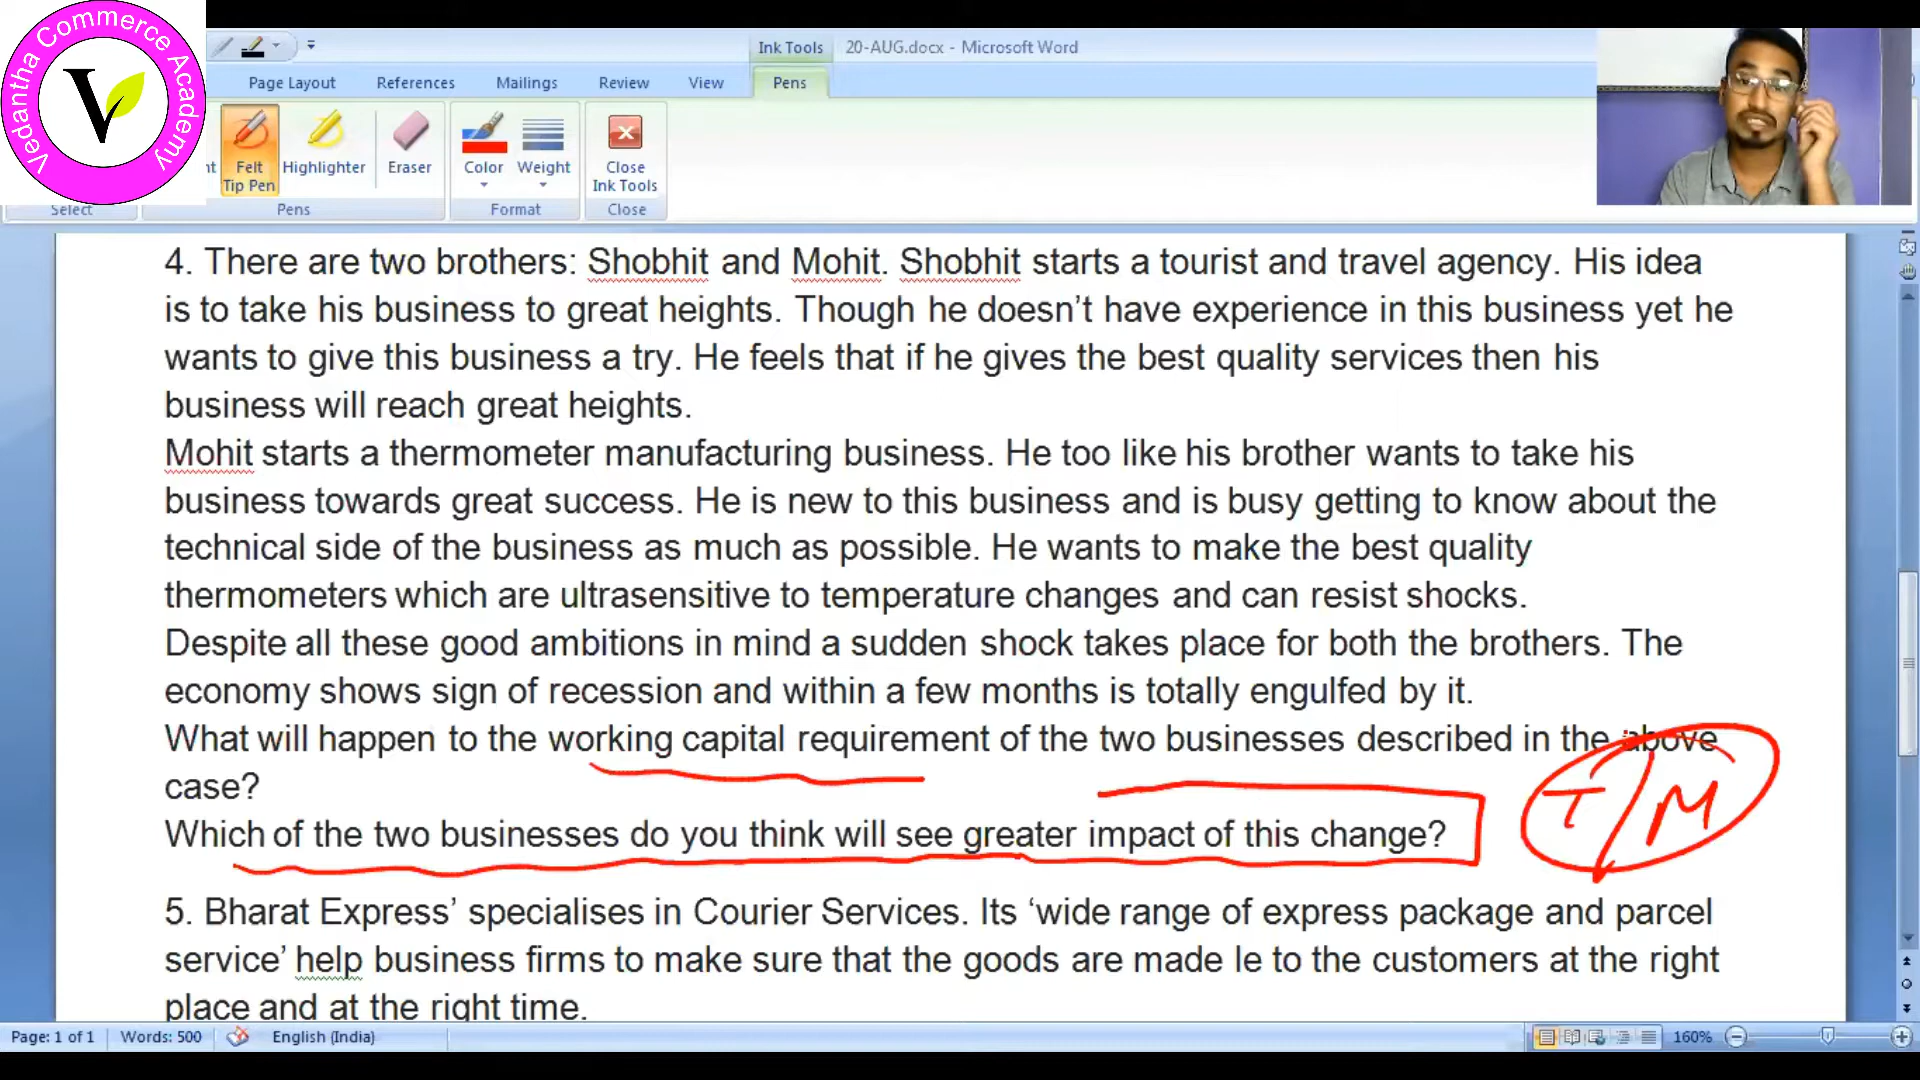 Vedantha Commerce Academy
V
Ink Tools 20-AUG.docx - Microsoft Word
Page Layout References Mailings Review View Pens
Felt Tip Pen
Highlighter
Eraser
Color
Weight
Close Ink Tools
Select Pens Format Close
4. There are two brothers: Shobhit and Mohit. Shobhit starts a tourist and travel agency. His idea
is to take his business to great heights. Though he doesn’t have experience in this business yet he
wants to give this business a try. He feels that if he gives the best quality services then his
business will reach great heights.
Mohit starts a thermometer manufacturing business. He too like his brother wants to take his
business towards great success. He is new to this business and is busy getting to know about the
technical side of the business as much as possible. He wants to make the best quality
thermometers which are ultrasensitive to temperature changes and can resist shocks.
Despite all these good ambitions in mind a sudden shock takes place for both the brothers. The
economy shows sign of recession and within a few months is totally engulfed by it.
What will happen to the working capital requirement of the two businesses described in the above
case?
Which of the two businesses do you think will see greater impact of this change?
T/M
5. Bharat Express’ specialises in Courier Services. Its ‘wide range of express package and parcel
service’ help business firms to make sure that the goods are made le to the customers at the right
place and at the right time.
Page: 1 of 1 Words: 500 English (India) 160%